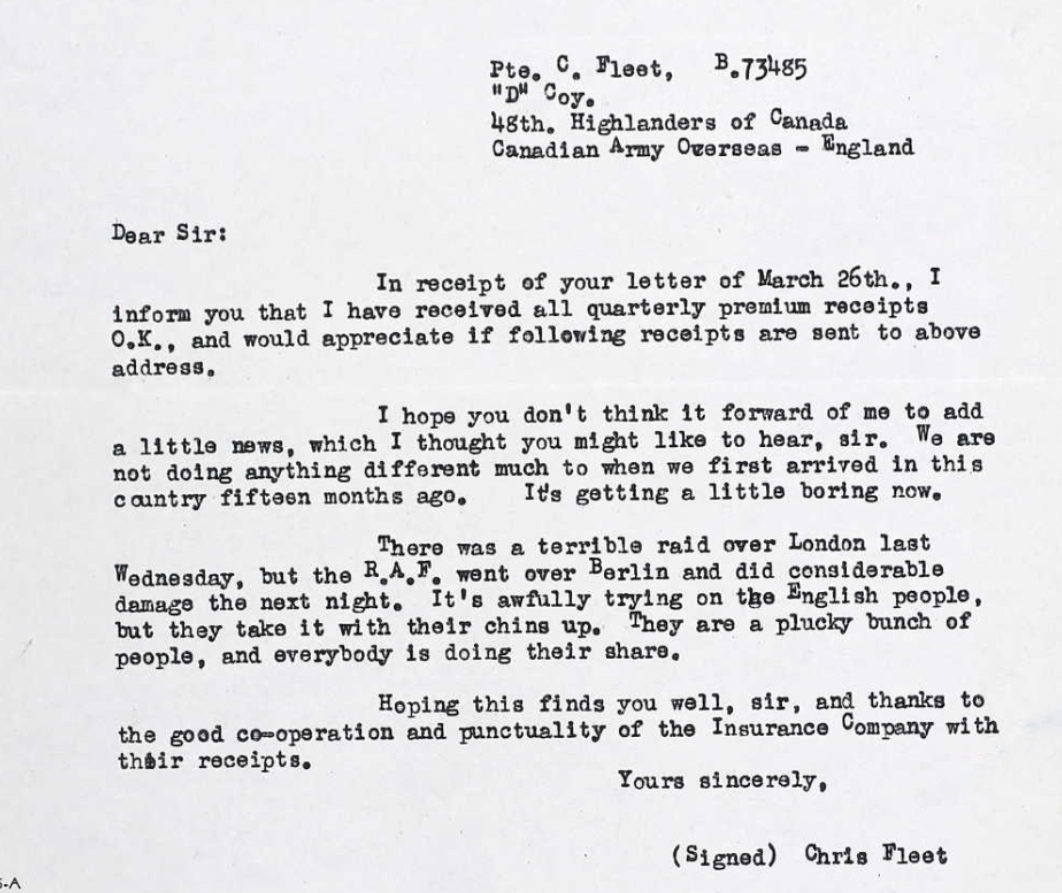 Pte. C. Fleet, B.73485
"D" Coy.
48th. Highlanders of Canada
Canadian Army Overseas - England
Dear Sir:
In receipt of your letter of March 26th., I
inform you that I have received all quarterly premium receipts
O.K., and would appreciate if following receipts are sent to above
address.
I hope you don't think it forward of me to add
a little news, which I thought you might like to hear, sir. We are
not doing anything different much to when we first arrived in this
country fifteen months ago. It's getting a little boring now.
There was a terrible raid over London last
Wednesday, but the R.A.F. went over Berlin and did considerable
damage the next night. It's awfully trying on the English people,
but they take it with their chins up. They are a plucky bunch of
people, and everybody is doing their share.
Hoping this finds you well, sir, and thanks to
the good co-operation and punctuality of the Insurance Company with
their receipts.
Yours sincerely,
(Signed) Chris Fleet